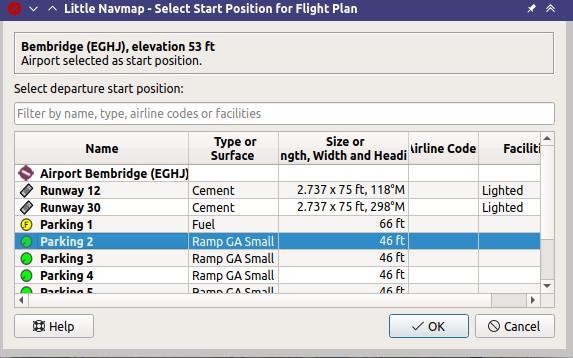 Little Navmap - Select Start Position for Flight Plan
Bembridge (EGHJ), elevation 53 ft
Airport selected as start position.
Select departure start position:
Filter by name, type, airline codes or facilities
Name Type or Surface Size or ngth, Width and Headi Airline Code Faciliti
Airport Bembridge (EGHJ)
Runway 12 Cement 2.737 x 75 ft, 118°M Lighted
Runway 30 Cement 2.737 x 75 ft, 298°M Lighted
F Parking 1 Fuel 66 ft
Parking 2 Ramp GA Small 46 ft
Parking 3 Ramp GA Small 46 ft
Parking 4 Ramp GA Small 46 ft
Parking 5 Ramp GA Small 46 ft
Help OK Cancel